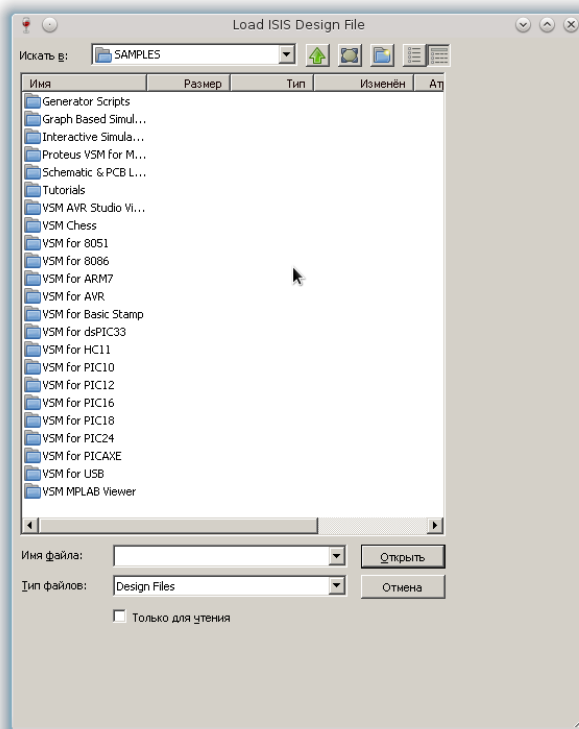 Load ISIS Design File
Искать в: SAMPLES
Имя Размер Тип Изменён Ат
Generator Scripts
Graph Based Simul...
Interactive Simula...
Proteus VSM for M...
Schematic & PCB L...
Tutorials
VSM AVR Studio Vi...
VSM Chess
VSM for 8051
VSM for 8086
VSM for ARM7
VSM for AVR
VSM for Basic Stamp
VSM for dsPIC33
VSM for HC11
VSM for PIC10
VSM for PIC12
VSM for PIC16
VSM for PIC18
VSM for PIC24
VSM for PICAXE
VSM for USB
VSM MPLAB Viewer
Имя файла: Открыть
Тип файлов: Design Files Отмена
Только для чтения